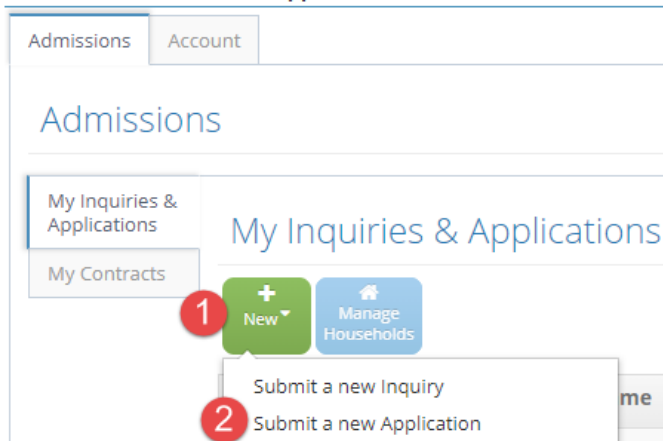 Admissions
Account
Admissions
My Inquiries &
Applications
My Inquiries & Applications
My Contracts
1
New
Manage
Households
Submit a new Inquiry
me
2
Submit a new Application